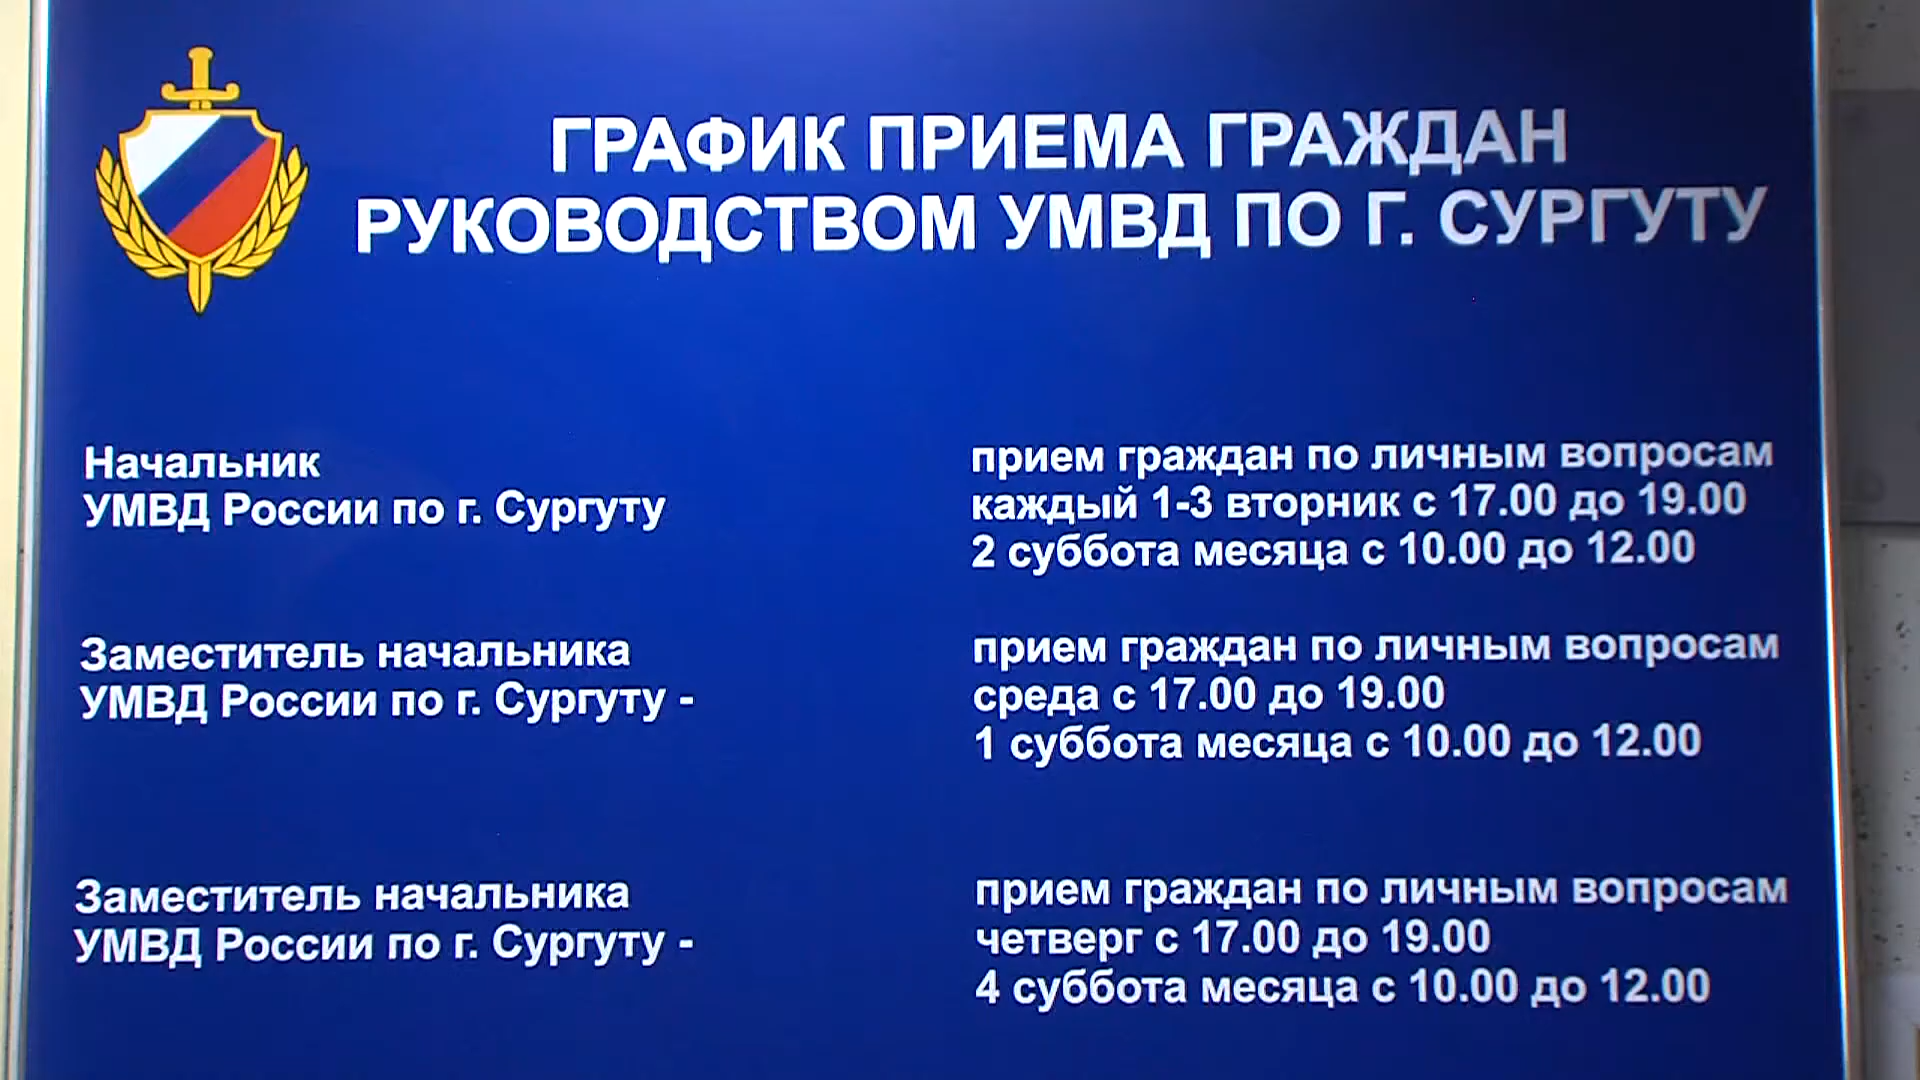 ГРАФИК ПРИЕМА ГРАЖДАН
РУКОВОДСТВОМ УМВД ПО Г. СУРГУТУ
Начальник
УМВД России по г. Сургуту
прием граждан по личным вопросам
каждый 1-3 вторник с 17.00 до 19.00
2 суббота месяца с 10.00 до 12.00
Заместитель начальника
УМВД России по г. Сургуту -
прием граждан по личным вопросам
среда с 17.00 до 19.00
1 суббота месяца с 10.00 до 12.00
Заместитель начальника
УМВД России по г. Сургуту -
прием граждан по личным вопросам
четверг с 17.00 до 19.00
4 суббота месяца с 10.00 до 12.00